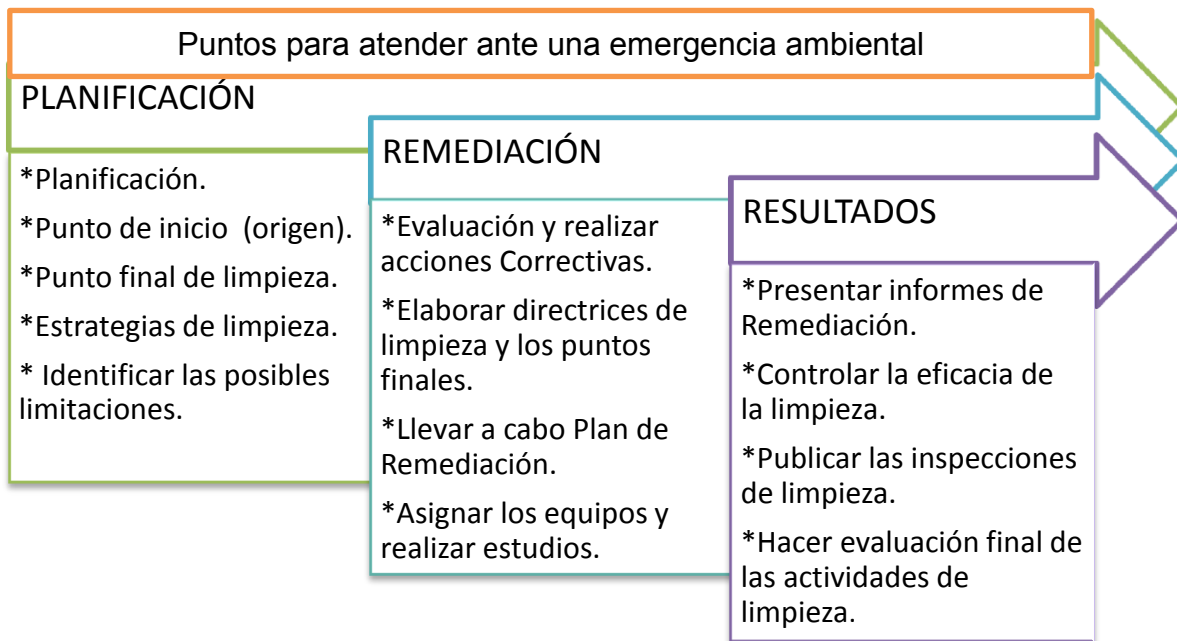 Puntos para atender ante una emergencia ambiental
PLANIFICACIÓN
*Planificación.
*Punto de inicio  (origen).
*Punto final de limpieza.
*Estrategias de limpieza.
* Identificar las posibles
limitaciones.
REMEDIACIÓN
*Evaluación y realizar
acciones Correctivas.
*Elaborar directrices de
limpieza y los puntos
finales.
*Llevar a cabo Plan de
Remediación.
*Asignar los equipos y
realizar estudios.
RESULTADOS
*Presentar informes de
Remediación.
*Controlar la eficacia de
la limpieza.
*Publicar las inspecciones
de limpieza.
*Hacer evaluación final de
las actividades de
limpieza.